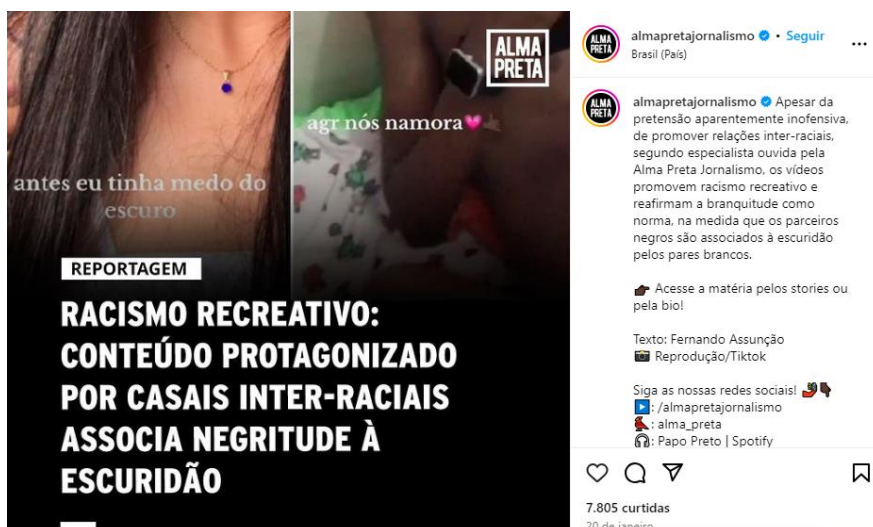 ALMA
PRETA
agr nós namora
antes eu tinha medo do
escuro
REPORTAGEM
RACISMO RECREATIVO:
CONTEÚDO PROTAGONIZADO
POR CASAIS INTER-RACIAIS
ASSOCIA NEGRITUDE À
ESCURIDÃO
ALMA
PRETA
almapretajornalismo • Seguir
Brasil (País)
ALMA
PRETA
almapretajornalismo Apesar da
pretensão aparentemente inofensiva,
de promover relações inter-raciais,
segundo especialista ouvida pela
Alma Preta Jornalismo, os vídeos
promovem racismo recreativo e
reafirmam a branquitude como
norma, na medida que os parceiros
negros são associados à escuridão
pelos pares brancos.
Acesse a matéria pelos stories ou
pela bio!
Texto: Fernando Assunção
Reprodução/Tiktok
Siga as nossas redes sociais!
: /almapretajornalismo
: alma_preta
: Papo Preto | Spotify
7.805 curtidas
20 de janeiro